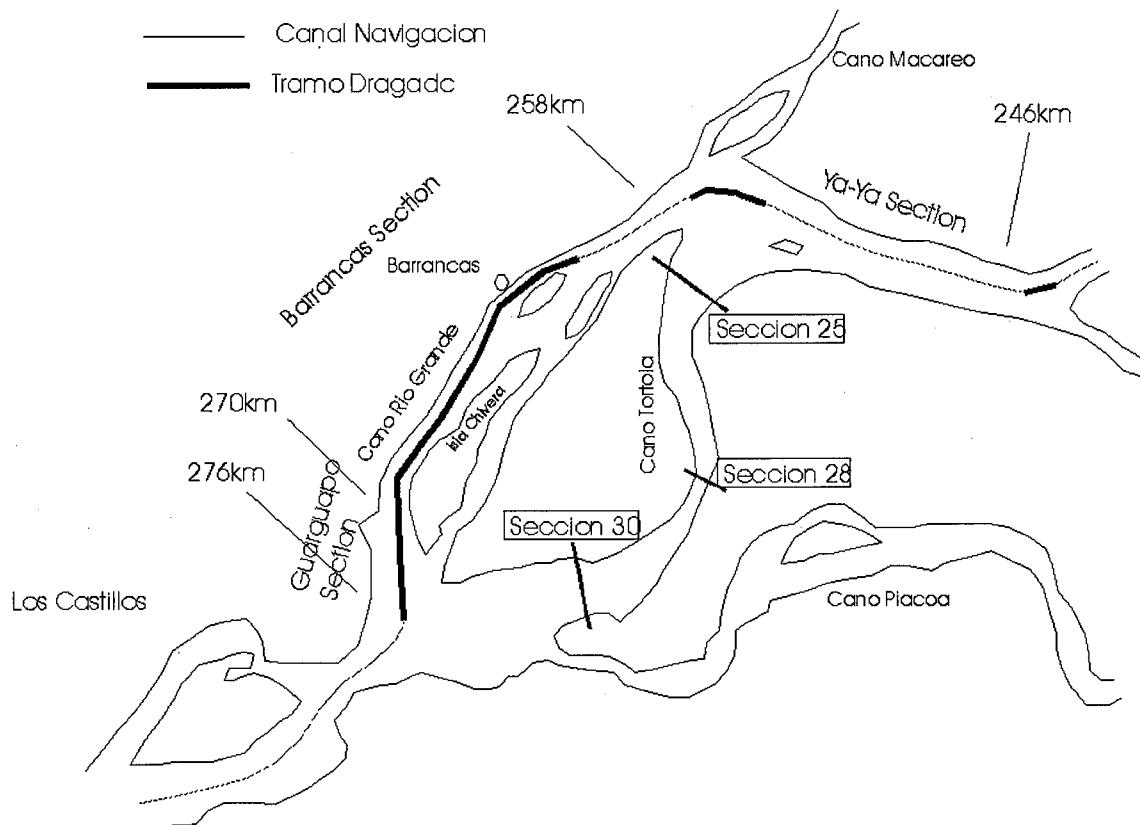 Canal Navigacion
Tramo Dragadc
Cano Macareo
258km
246km
Ya-Ya Section
Barrancas Section
Barrancas
Seccion 25
Cano Rio Grande
Isla Chivera
Cano Tortola
270km
276km
Guarguapo
Section
Seccion 28
Seccion 30
Los Castillos
Cano Piacoa